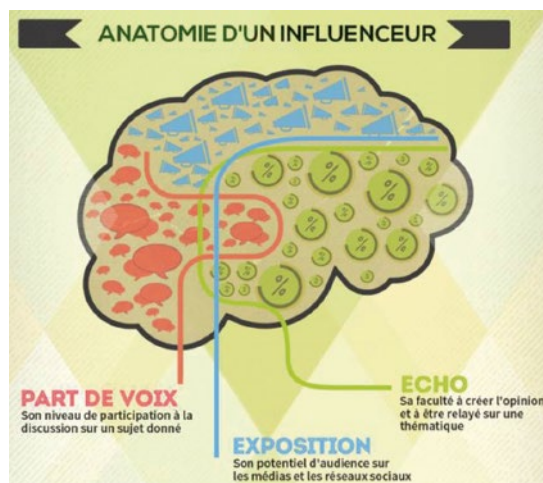 ANATOMIE D'UN INFLUENCEUR
PART DE VOIX
Son niveau de participation à la
discussion sur un sujet donné
EXPOSITION
Son potentiel d'audience sur
les médias et les réseaux sociaux
ECHO
Sa faculté à créer l'opinion
et à être relayé sur une
thématique